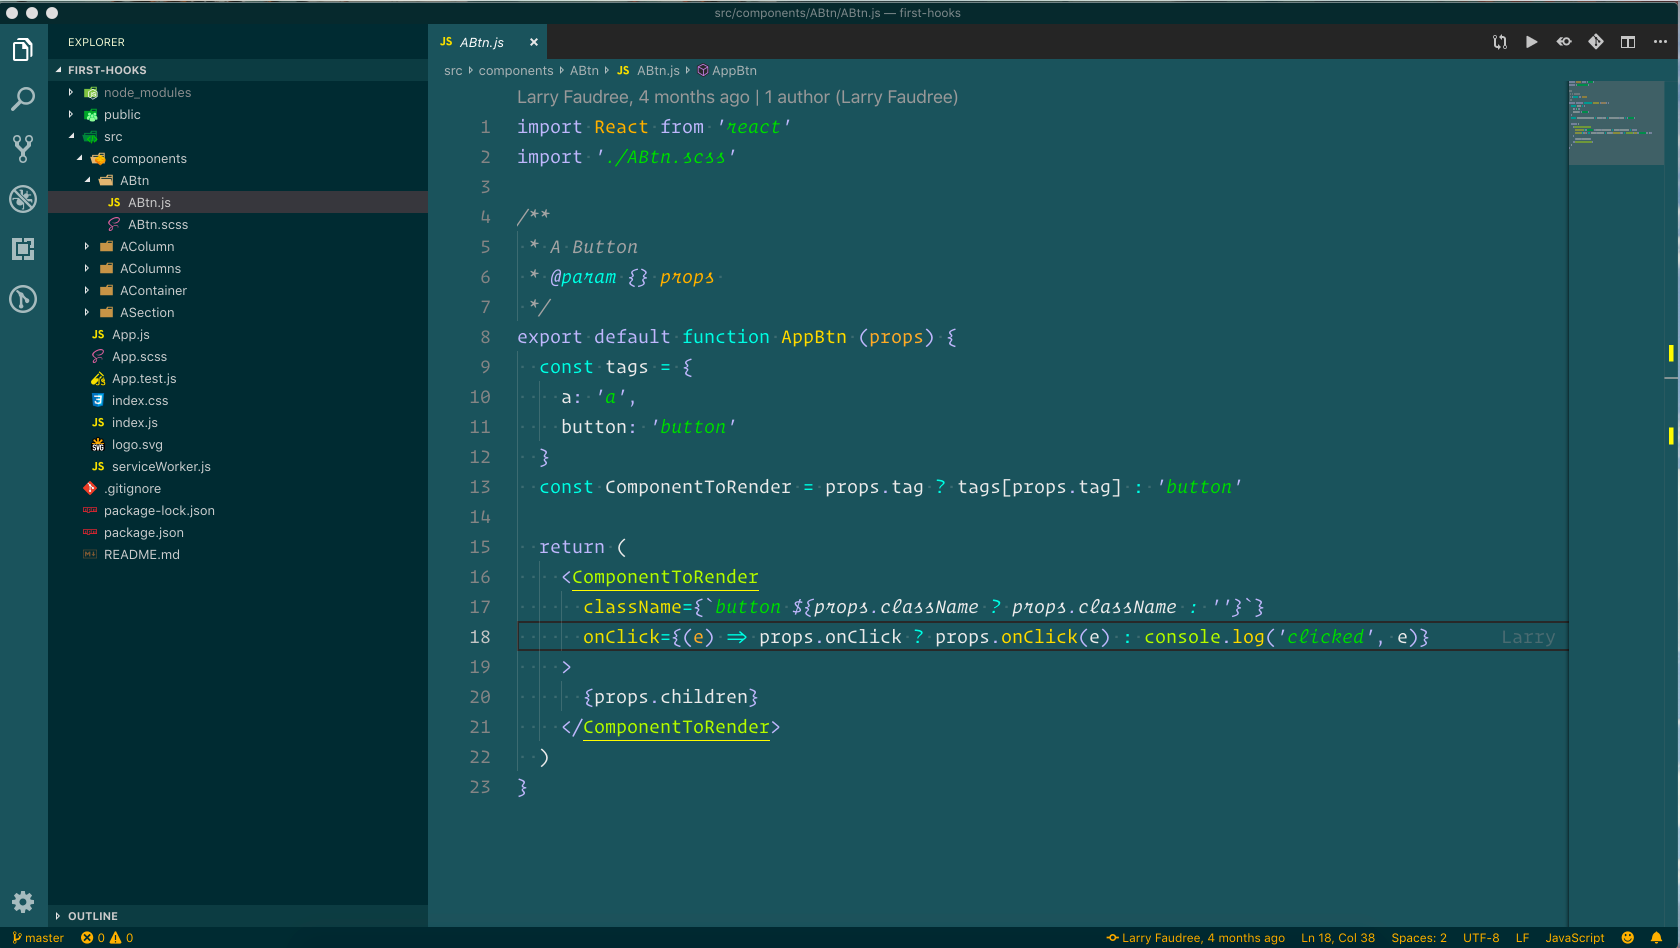 src/components/ABtn/ABtn.js — first-hooks
EXPLORER
FIRST-HOOKS
node_modules
public
src
components
ABtn
JS ABtn.js
ABtn.scss
AColumn
AColumns
AContainer
ASection
JS App.js
App.scss
App.test.js
index.css
JS index.js
logo.svg
JS serviceWorker.js
.gitignore
package-lock.json
package.json
README.md
OUTLINE
JS ABtn.js ×
src components ABtn JS ABtn.js AppBtn
Larry Faudree, 4 months ago | 1 author (Larry Faudree)
1 import React from 'react'
2 import './ABtn.scss'
3
4 /**
5 * A Button
6 * @param {} props
7 */
8 export default function AppBtn (props) {
9 const tags = {
10 a: 'a',
11 button: 'button'
12 }
13 const ComponentToRender = props.tag ? tags[props.tag] : 'button'
14
15 return (
16 <ComponentToRender
17 className={`button ${props.className ? props.className : ''}`}
18 onClick={(e) => props.onClick ? props.onClick(e) : console.log('clicked', e)} Larry
19 >
20 {props.children}
21 </ComponentToRender>
22 )
23 }
master 0 0 Larry Faudree, 4 months ago Ln 18, Col 38 Spaces: 2 UTF-8 LF JavaScript